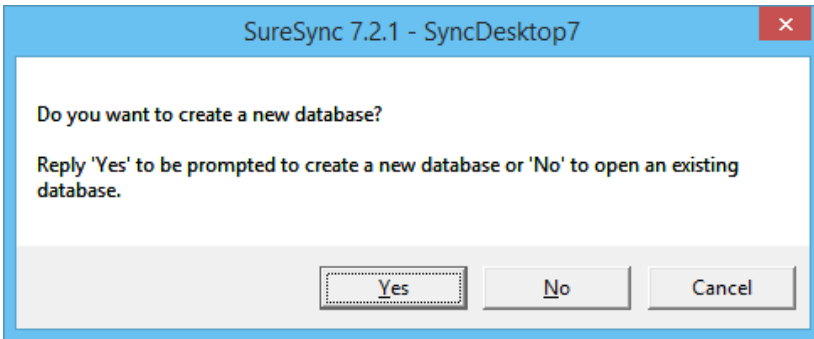 SureSync 7.2.1 - SyncDesktop7
Do you want to create a new database?
Reply 'Yes' to be prompted to create a new database or 'No' to open an existing
database.
Yes No Cancel